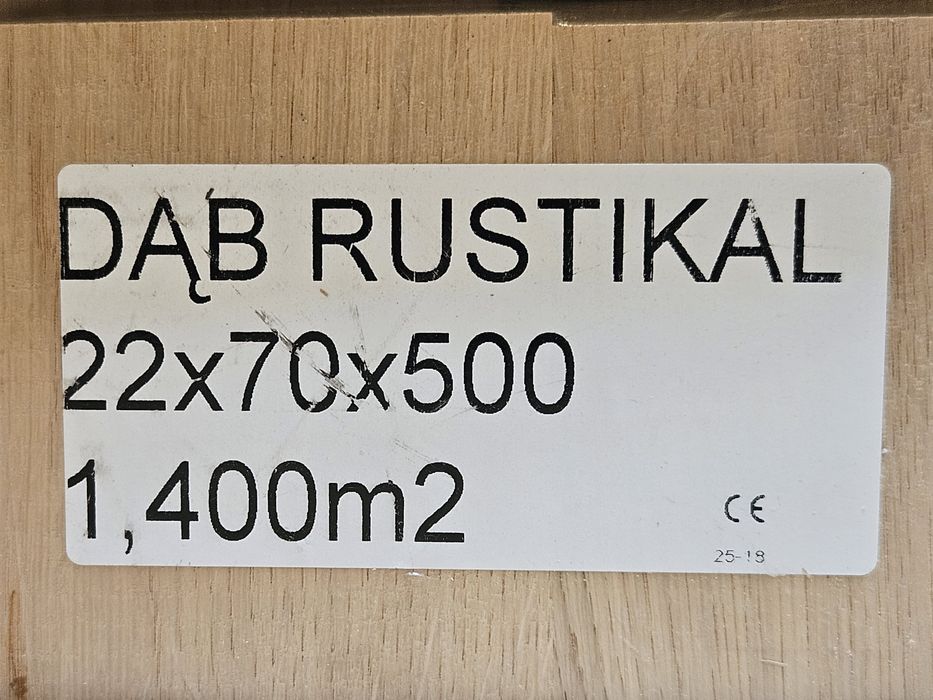 DĄB RUSTIKAL
22x70x500
1,400m2
CE
25-18